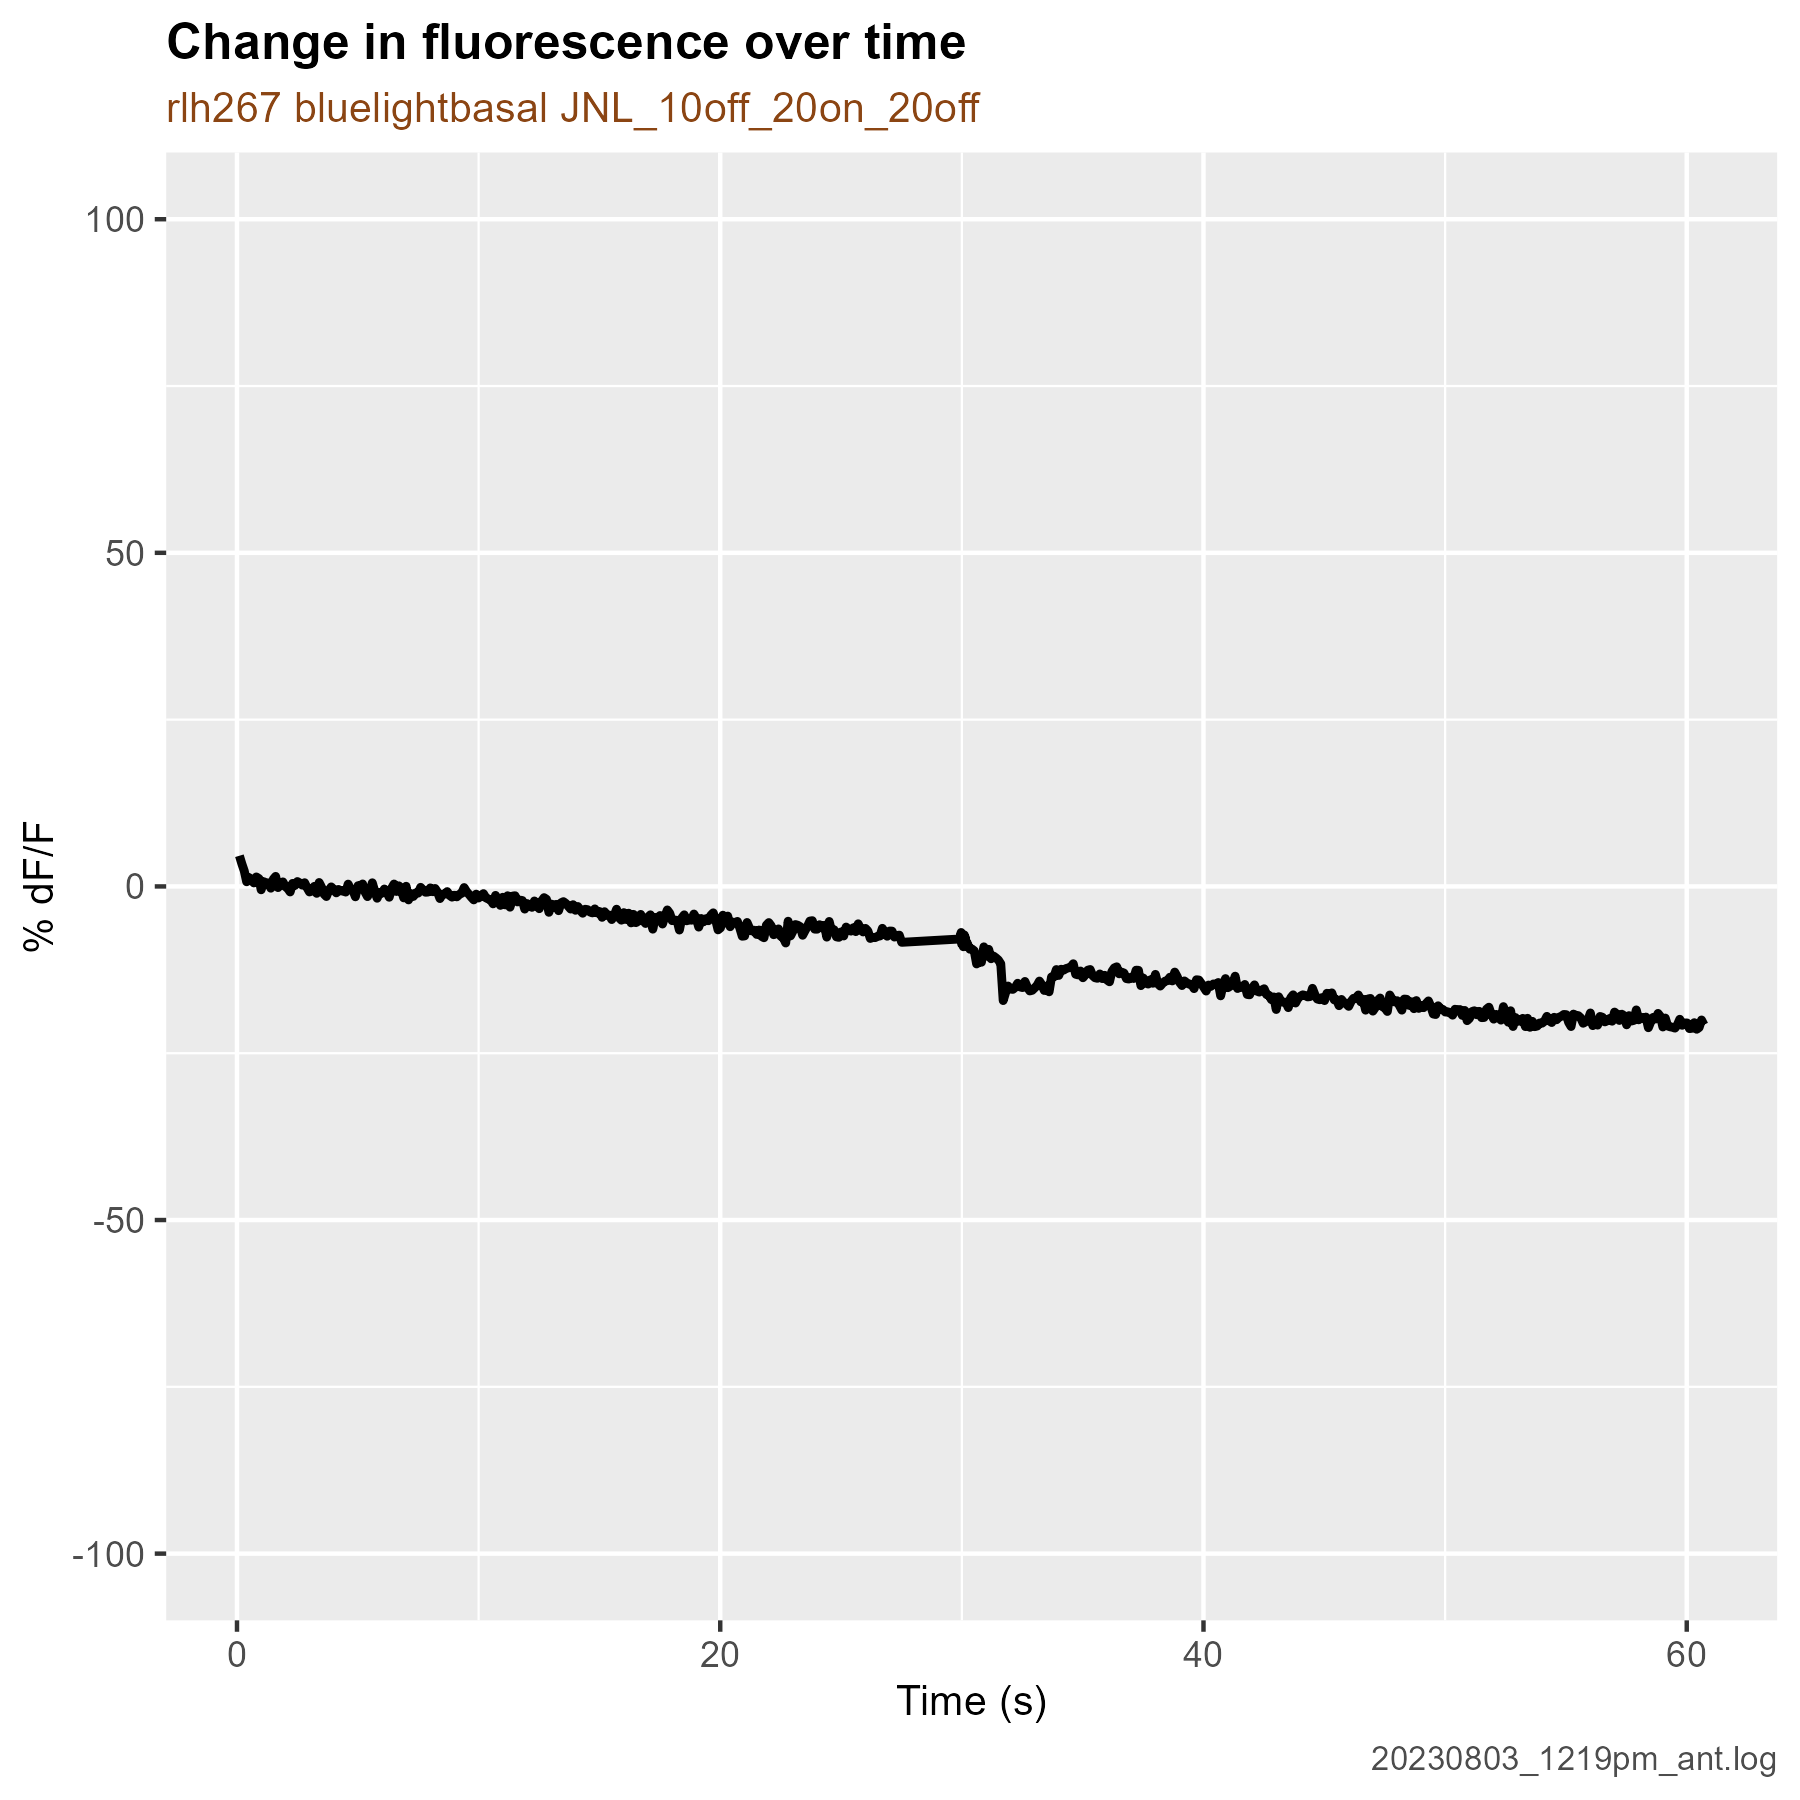 Change in fluorescence over time
rlh267 bluelightbasal JNL_10off_20on_20off
100
50
0
-50
-100
% dF/F
0 20 40 60
Time (s)
20230803_1219pm_ant.log